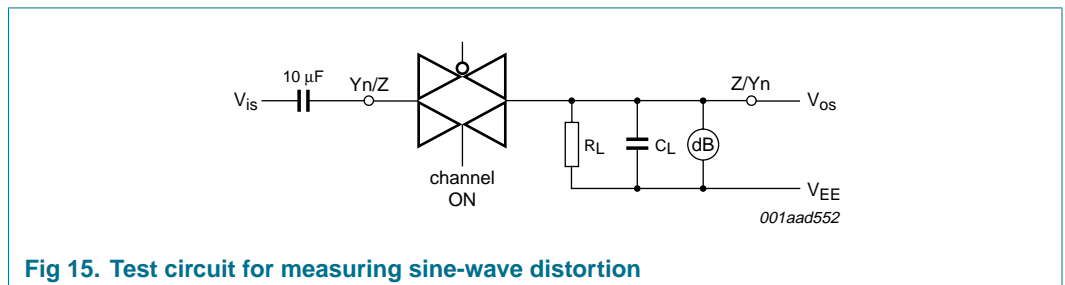 10 μF
Yn/Z
Z/Yn
Vis
Vos
RL
CL
dB
channel
ON
VEE
001aad552
Fig 15. Test circuit for measuring sine-wave distortion